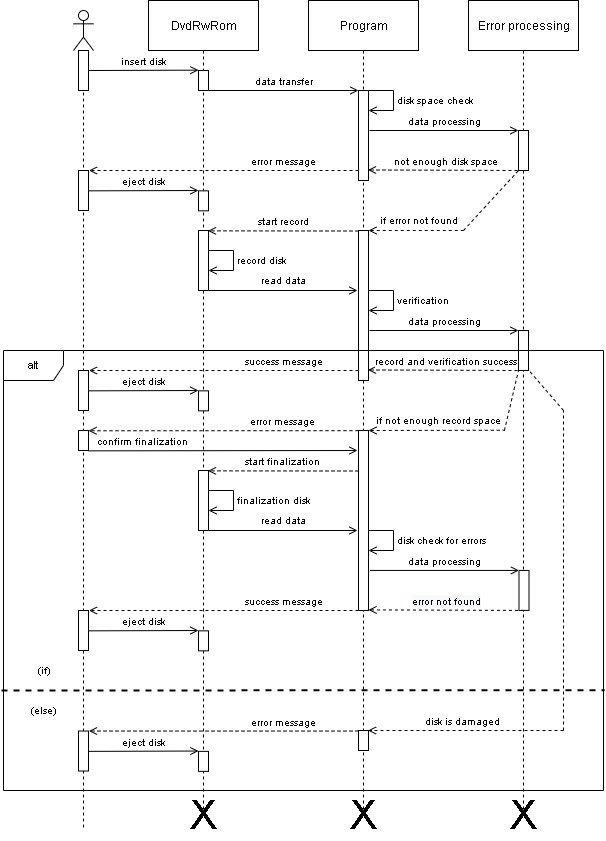 DvdRwRom
Program
Error processing
insert disk
data transfer
disk space check
data processing
error message
not enough disk space
eject disk
start record
if error not found
record disk
read data
verification
data processing
alt
success message
record and verification success
eject disk
error message
if not enough record space
confirm finalization
start finalization
finalization disk
read data
disk check for errors
data processing
success message
error not found
eject disk
(if)
(else)
error message
disk is damaged
eject disk
X
X
X